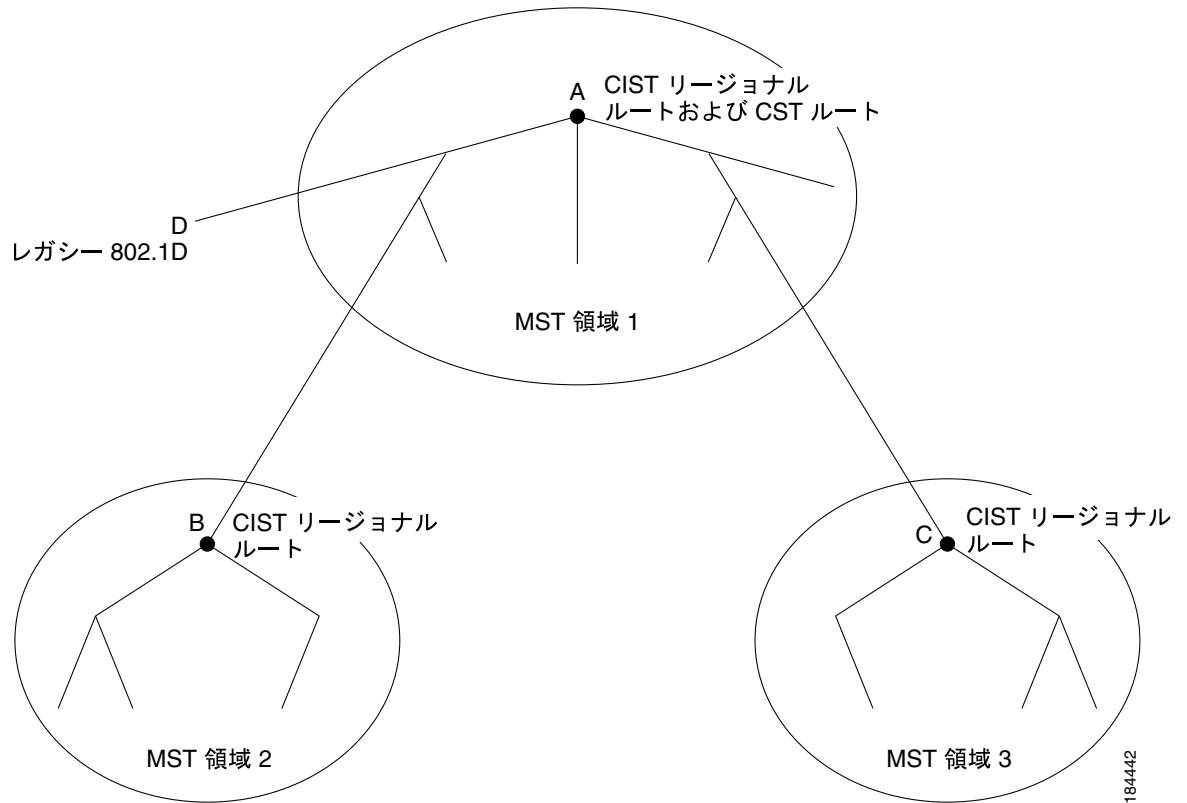 A
CIST リージョナル
ルートおよび CST ルート
D
レガシー 802.1D
MST 領域 1
B
CIST リージョナル
ルート
C
CIST リージョナル
ルート
MST 領域 2
MST 領域 3
184442